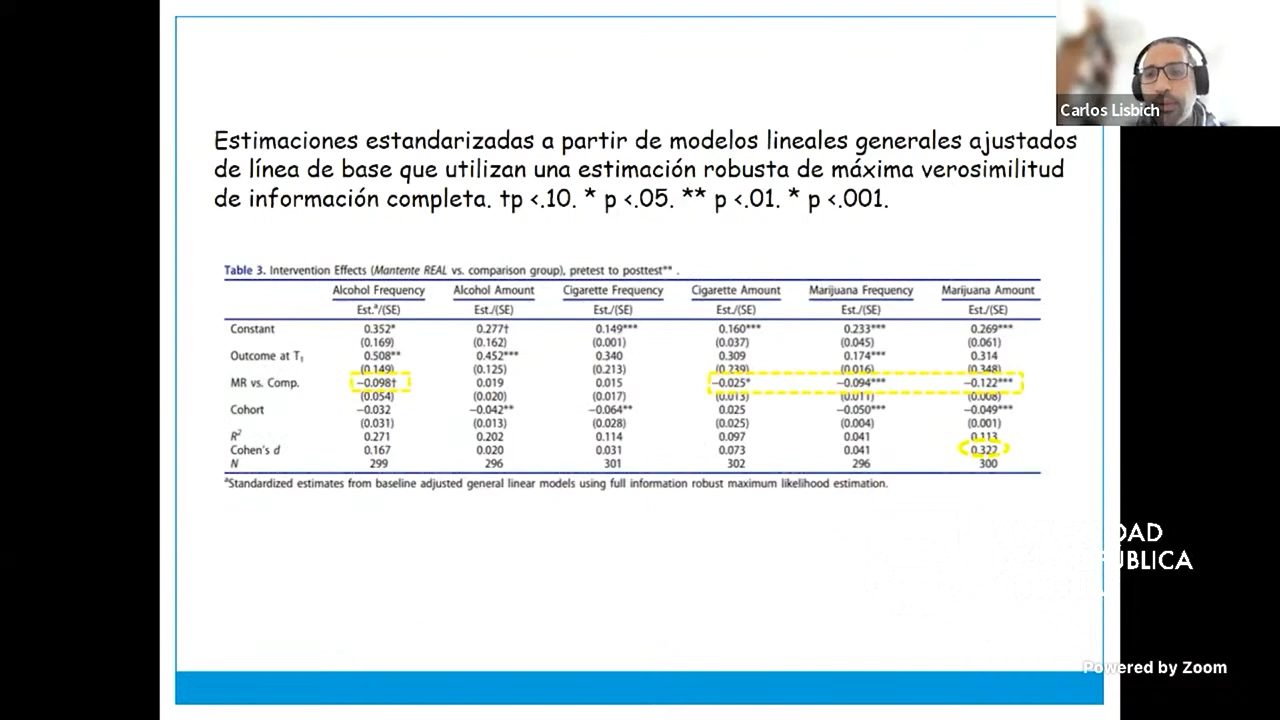 Carlos Lisbich
Estimaciones estandarizadas a partir de modelos lineales generales ajustados
de línea de base que utilizan una estimación robusta de máxima verosimilitud
de información completa. †p <.10. * p <.05. ** p <.01. * p <.001.
Table 3. Intervention Effects (Mantente REAL vs. comparison group), pretest to posttest** .
Alcohol Frequency Alcohol Amount Cigarette Frequency Cigarette Amount Marijuana Frequency Marijuana Amount
Est.ª/(SE) Est./(SE) Est./(SE) Est./(SE) Est./(SE) Est./(SE)
Constant 0.352* 0.277† 0.149*** 0.160*** 0.233*** 0.269***
(0.169) (0.162) (0.001) (0.037) (0.045) (0.061)
Outcome at T₁ 0.508** 0.452*** 0.340 0.309 0.174*** 0.314
(0.149) (0.125) (0.213) (0.239) (0.016) (0.348)
MR vs. Comp. −0.098† 0.019 0.015 −0.025* −0.094*** −0.122***
(0.054) (0.020) (0.017) (0.013) (0.011) (0.008)
Cohort −0.032 −0.042** −0.064** 0.025 −0.050*** −0.049***
(0.031) (0.013) (0.028) (0.025) (0.004) (0.001)
R² 0.271 0.202 0.114 0.097 0.041 0.113
Cohen's d 0.167 0.020 0.031 0.073 0.041 0.322
N 299 296 301 302 296 300
ªStandardized estimates from baseline adjusted general linear models using full information robust maximum likelihood estimation.
DAD
ÚBLICA
Powered by Zoom